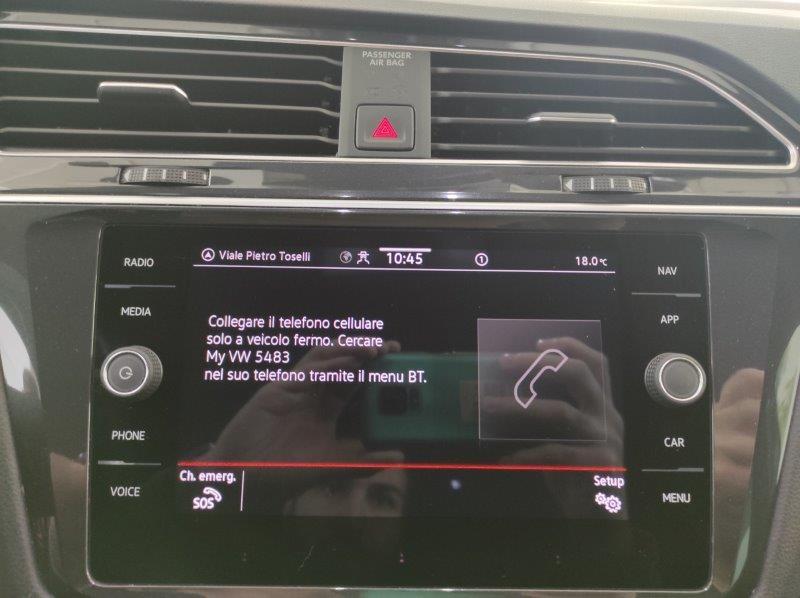 PASSENGER
AIR BAG
RADIO
MEDIA
PHONE
VOICE
Viale Pietro Toselli
10:45
1
18.0°C
Collegare il telefono cellulare
solo a veicolo fermo. Cercare
My VW 5483
nel suo telefono tramite il menu BT.
Ch. emerg.
SOS
Setup
NAV
APP
CAR
MENU